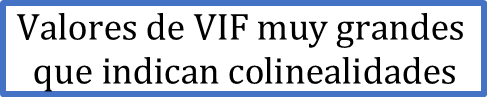 Valores de VIF muy grandes
que indican colinealidades